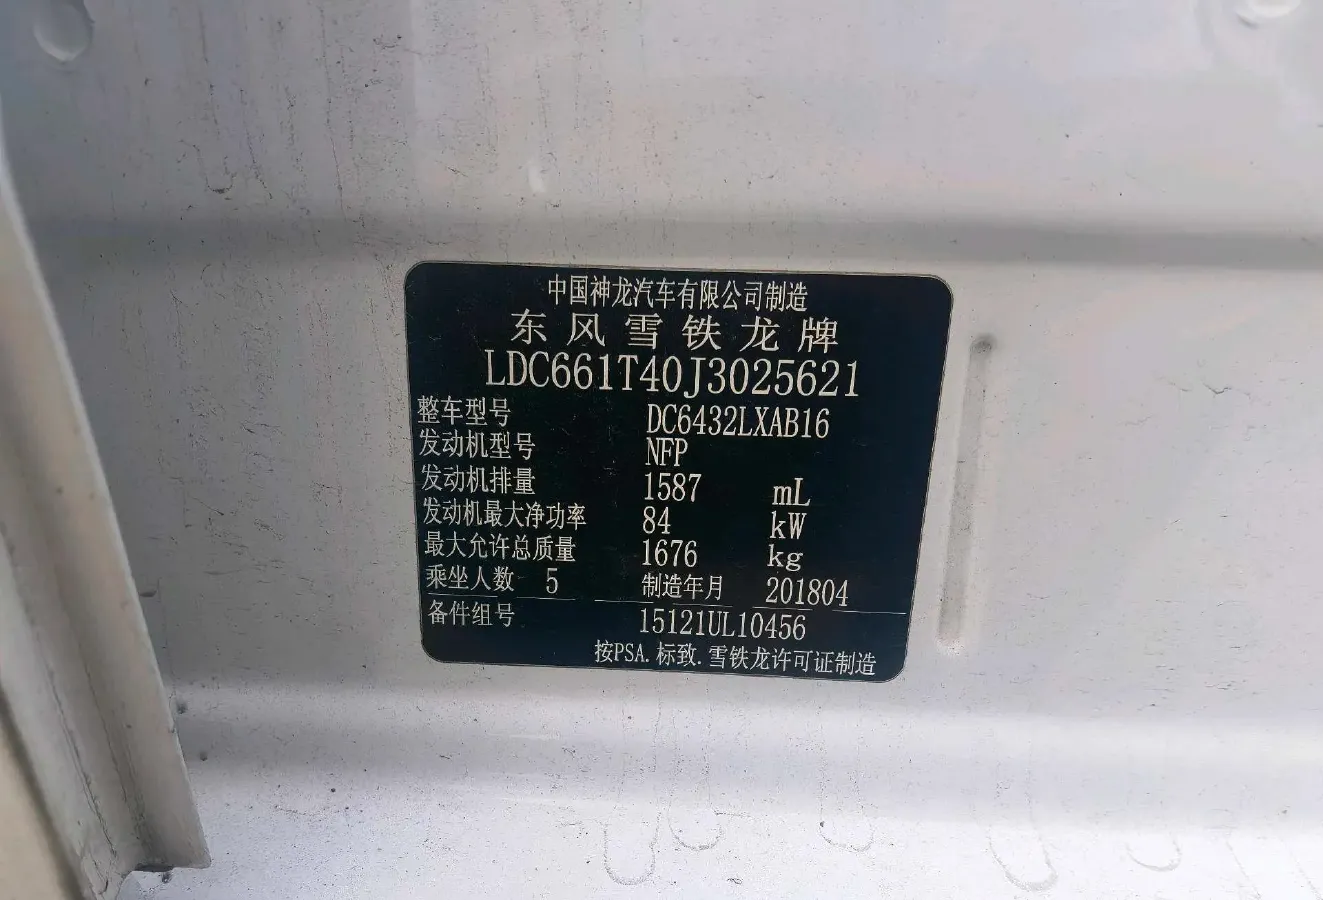 中国神龙汽车有限公司制造
东风雪铁龙牌
LDC661T40J3025621
整车型号 DC6432LXAB16
发动机型号 NFP
发动机排量 1587 mL
发动机最大净功率 84 kW
最大允许总质量 1676 kg
乘坐人数 5 制造年月 201804
备件组号 15121UL10456
按PSA.标致.雪铁龙许可证制造